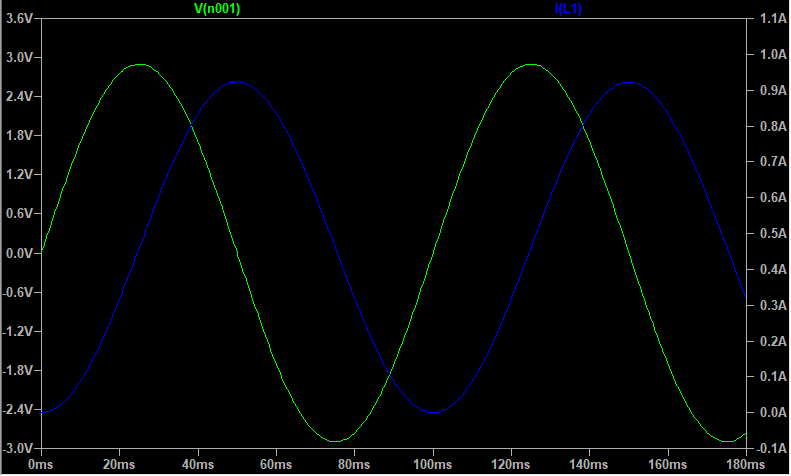 V(n001) I(L1)
3.6V 1.1A
3.0V 1.0A
2.4V 0.9A
1.8V 0.8A
1.2V 0.7A
0.6V 0.6A
0.0V 0.5A
-0.6V 0.4A
-1.2V 0.3A
-1.8V 0.2A
-2.4V 0.1A
-3.0V 0.0A
-0.1A
0ms 20ms 40ms 60ms 80ms 100ms 120ms 140ms 160ms 180ms